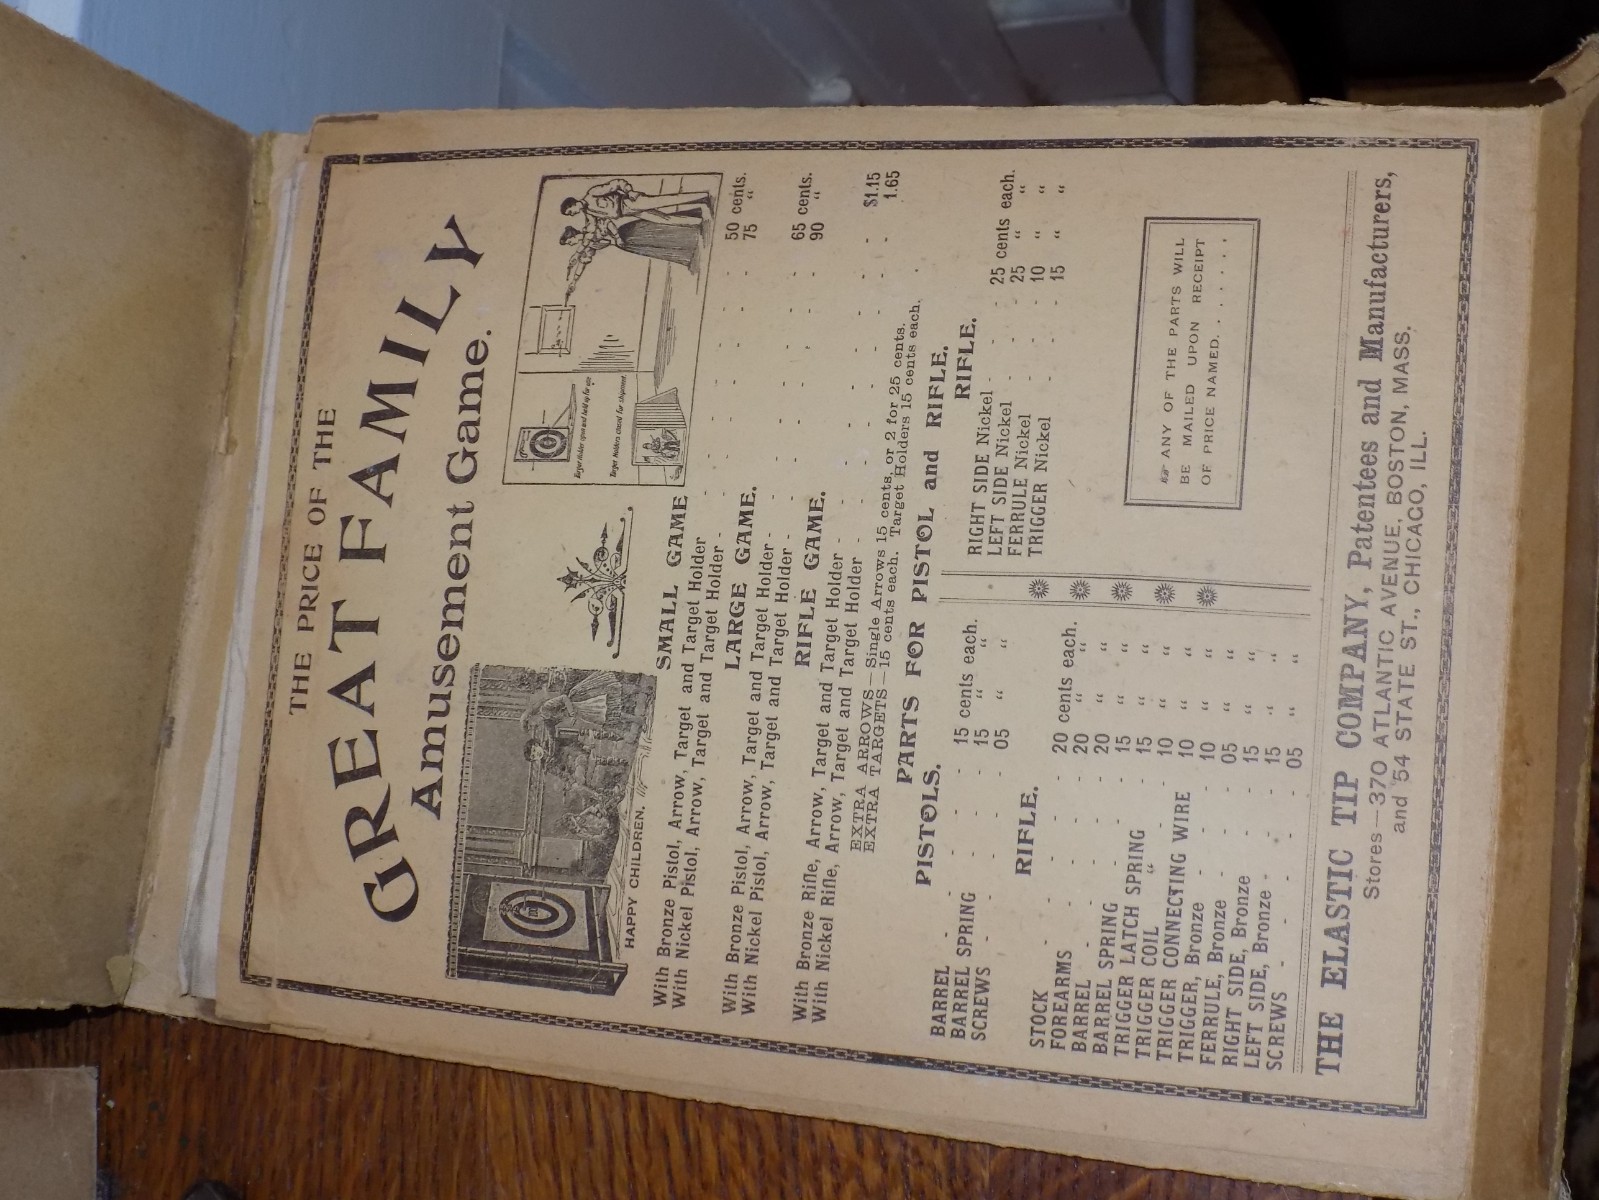 THE PRICE OF THE
GREAT FAMILY
Amusement Game.
HAPPY CHILDREN.
Target Holders closed for shipment.
SMALL GAME
With Bronze Pistol, Arrow, Target and Target Holder - - - - - 50 cents.
With Nickel Pistol, Arrow, Target and Target Holder - - - - - 75 "
LARGE GAME.
With Bronze Pistol, Arrow, Target and Target Holder - - - - - 65 cents.
With Nickel Pistol, Arrow, Target and Target Holder - - - - - 90 "
RIFLE GAME.
With Bronze Rifle, Arrow, Target and Target Holder - - - - - $1.15
With Nickel Rifle, Arrow, Target and Target Holder - - - - - 1.65
EXTRA ARROWS—Single Arrows 15 cents, or 2 for 25 cents.
EXTRA TARGETS—15 cents each. Target Holders 15 cents each.
PARTS FOR PISTOL and RIFLE.
PISTOLS.
BARREL - - - 15 cents each.
BARREL SPRING - - 15 " "
SCREWS - - - 05 " "
RIFLE.
STOCK - - - 20 cents each.
FOREARMS - - - 20 " "
BARREL - - - 20 " "
BARREL SPRING - - 15 " "
TRIGGER LATCH SPRING - 15 " "
TRIGGER COIL " - 10 " "
TRIGGER CONNECTING WIRE 10 " "
TRIGGER, Bronze - - 10 " "
FERRULE, Bronze - - 05 " "
RIGHT SIDE, Bronze - - 15 " "
LEFT SIDE, Bronze - - 15 " "
SCREWS - - - 05 " "
RIFLE.
RIGHT SIDE Nickel - - 25 cents each.
LEFT SIDE Nickel - - 25 " "
FERRULE Nickel - - 10 " "
TRIGGER Nickel - - 15 " "
☞ ANY OF THE PARTS WILL
BE MAILED UPON RECEIPT
OF PRICE NAMED. . . . . . .
THE ELASTIC TIP COMPANY, Patentees and Manufacturers,
Stores—370 ATLANTIC AVENUE, BOSTON, MASS.
and 54 STATE ST., CHICAGO, ILL.